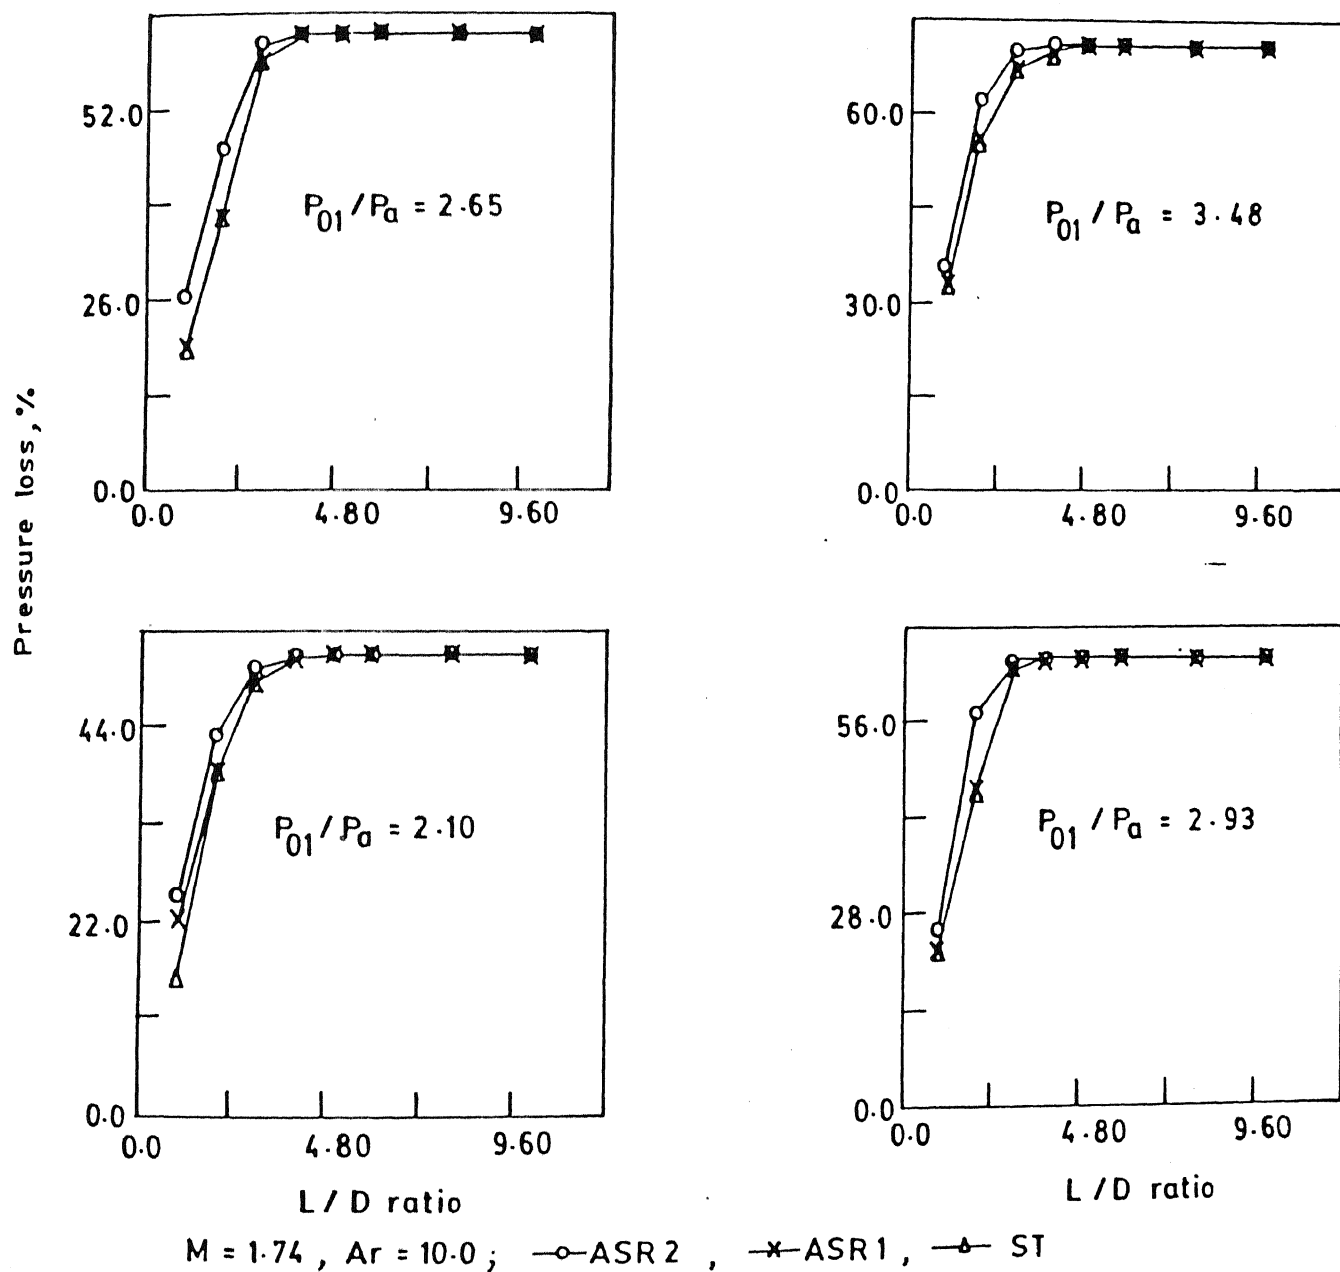 Pressure loss, %
52.0
26.0
0.0
0.0 4.80 9.60
P01/Pa = 2.65
60.0
30.0
0.0
0.0 4.80 9.60
P01/Pa = 3.48
44.0
22.0
0.0
0.0 4.80 9.60
P01/Pa = 2.10
L/D ratio
56.0
28.0
0.0
0.0 4.80 9.60
P01/Pa = 2.93
L/D ratio
M = 1.74, Ar = 10.0; ASR 2, ASR 1, ST